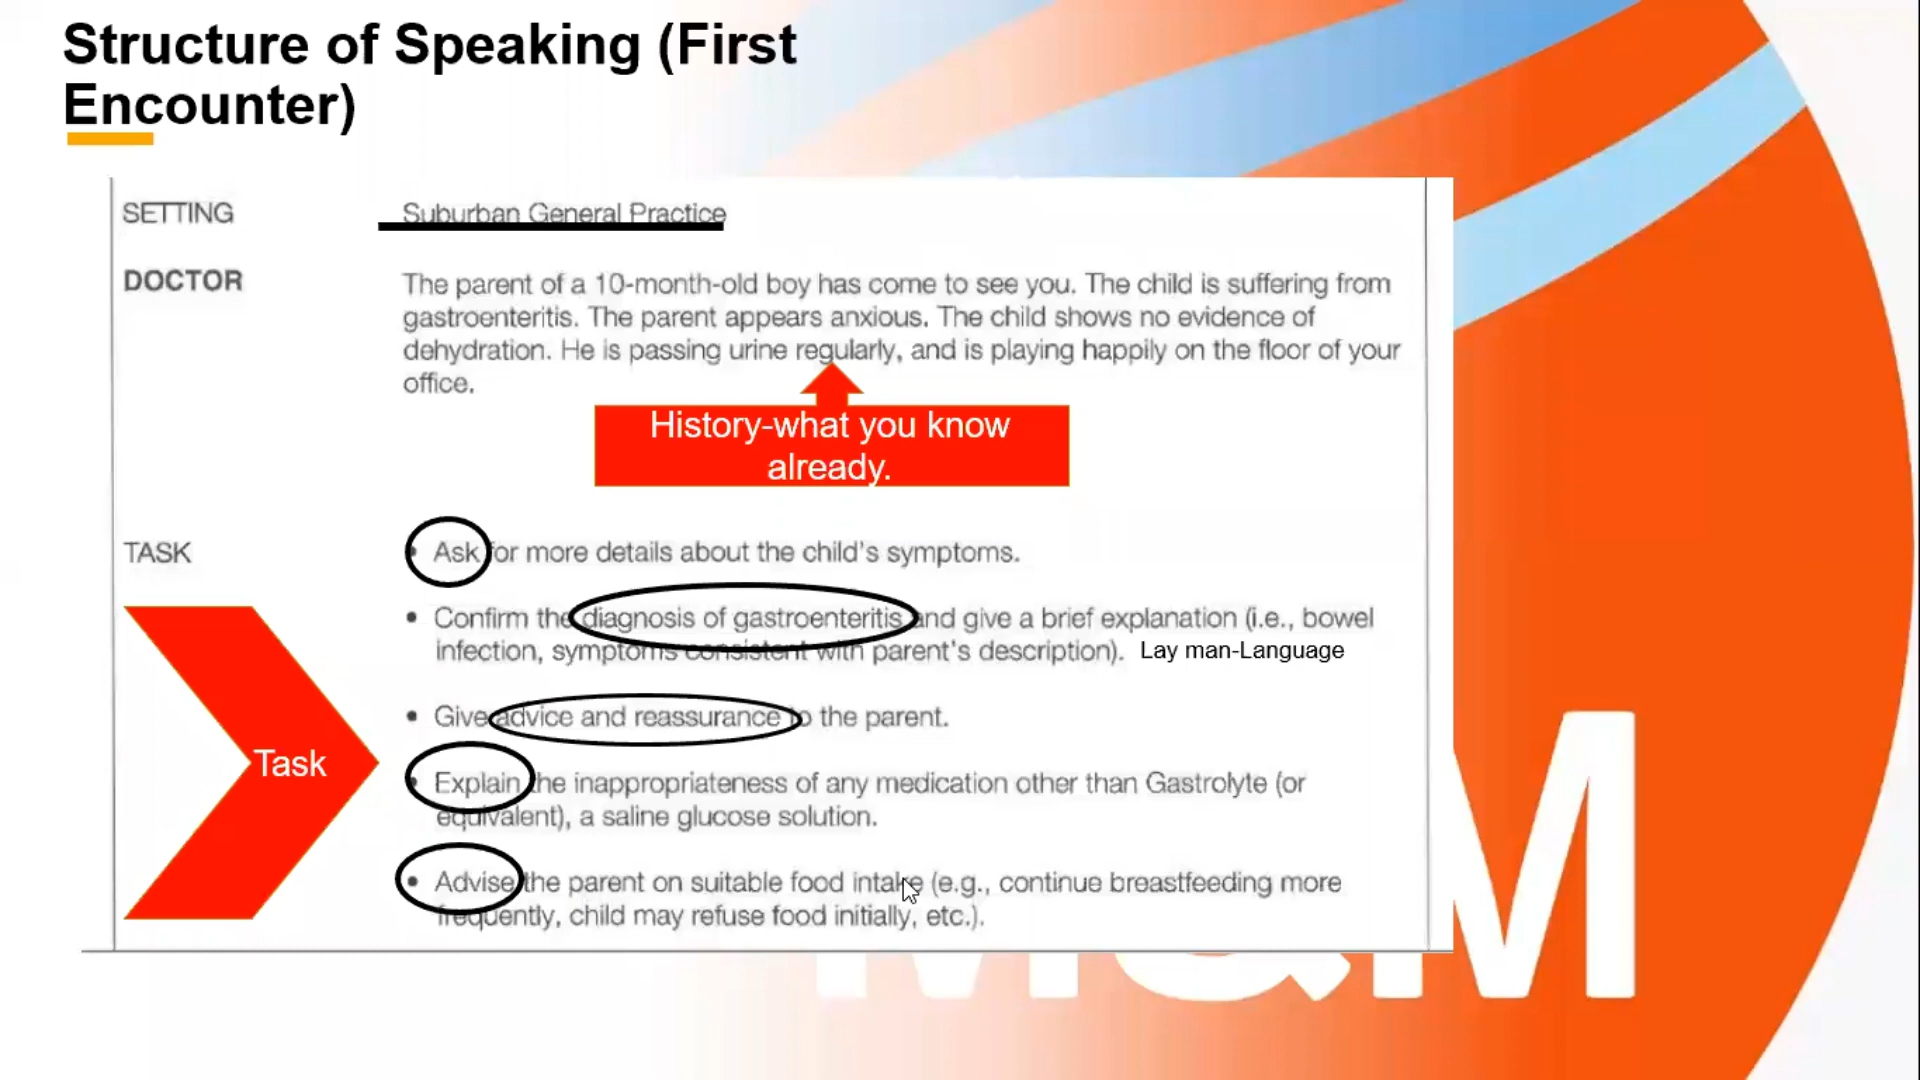 Structure of Speaking (First
Encounter)
SETTING
Suburban General Practice
DOCTOR
The parent of a 10-month-old boy has come to see you. The child is suffering from
gastroenteritis. The parent appears anxious. The child shows no evidence of
dehydration. He is passing urine regularly, and is playing happily on the floor of your
office.
History-what you know
already.
TASK
• Ask for more details about the child's symptoms.
• Confirm the diagnosis of gastroenteritis and give a brief explanation (i.e., bowel
infection, symptoms consistent with parent's description). Lay man-Language
• Give advice and reassurance to the parent.
Task
• Explain the inappropriateness of any medication other than Gastrolyte (or
equivalent), a saline glucose solution.
• Advise the parent on suitable food intake (e.g., continue breastfeeding more
frequently, child may refuse food initially, etc.).
M&M